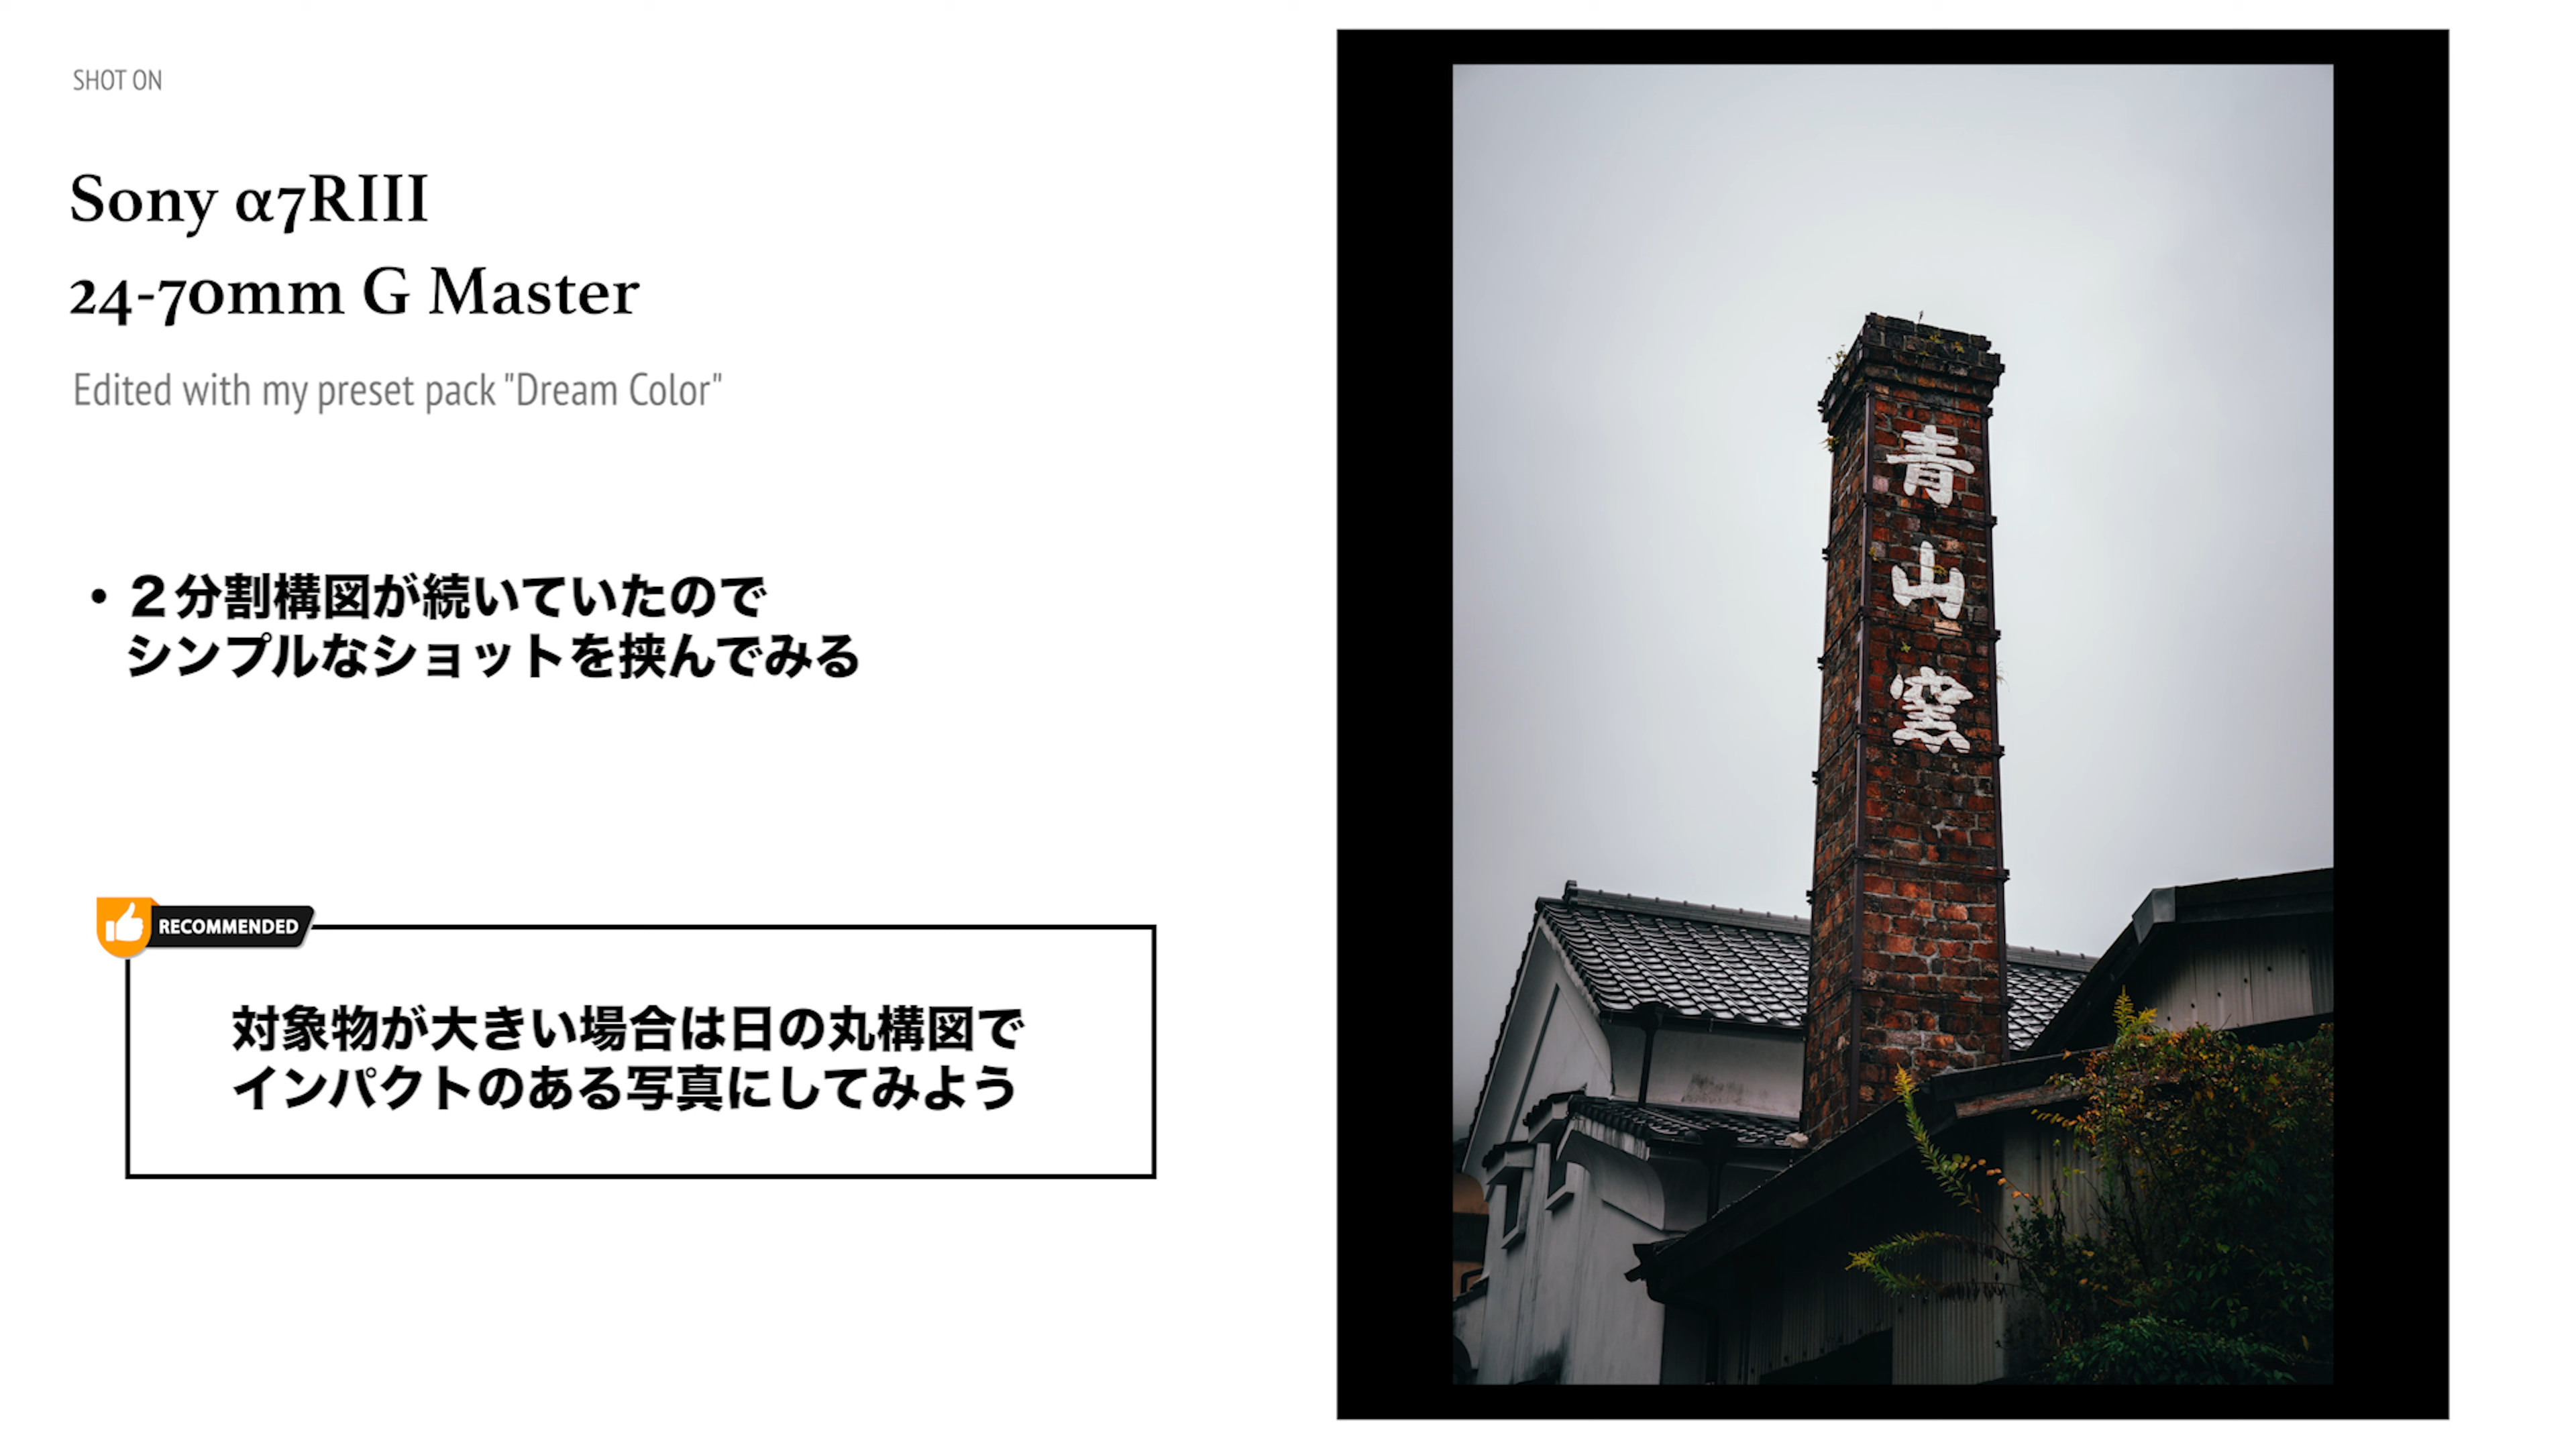 SHOT ON
Sony α7RIII
24-70mm G Master
Edited with my preset pack "Dream Color"
・２分割構図が続いていたので
シンプルなショットを挟んでみる
RECOMMENDED
対象物が大きい場合は日の丸構図で
インパクトのある写真にしてみよう
青山窯